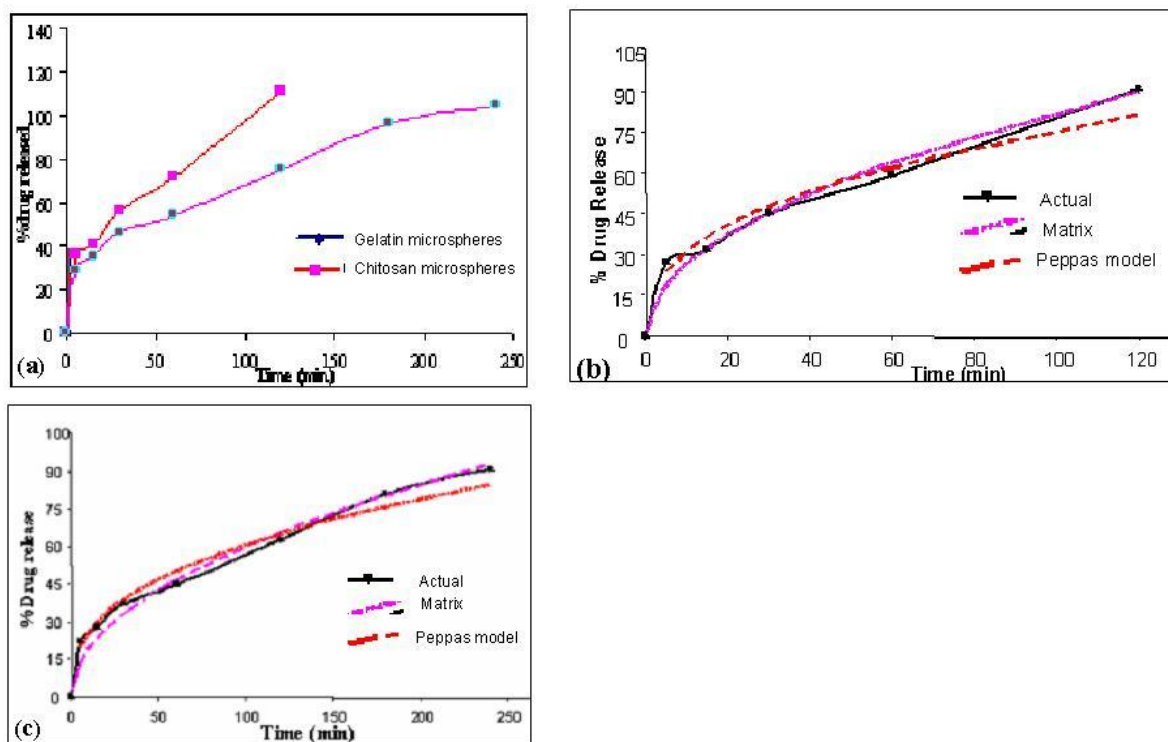 140
120
100
80
60
40
20
0
%drug released
Gelatin microspheres
Chitosan microspheres
0 50 100 150 200 250
Time (min.)
(a)
105
90
75
60
45
30
15
0
% Drug Release
Actual
Matrix
Peppas model
0 20 40 60 80 100 120
Time (min)
(b)
100
90
75
60
45
30
15
0
% Drug release
Actual
Matrix
Peppas model
0 50 100 150 200 250
Time (min)
(c)